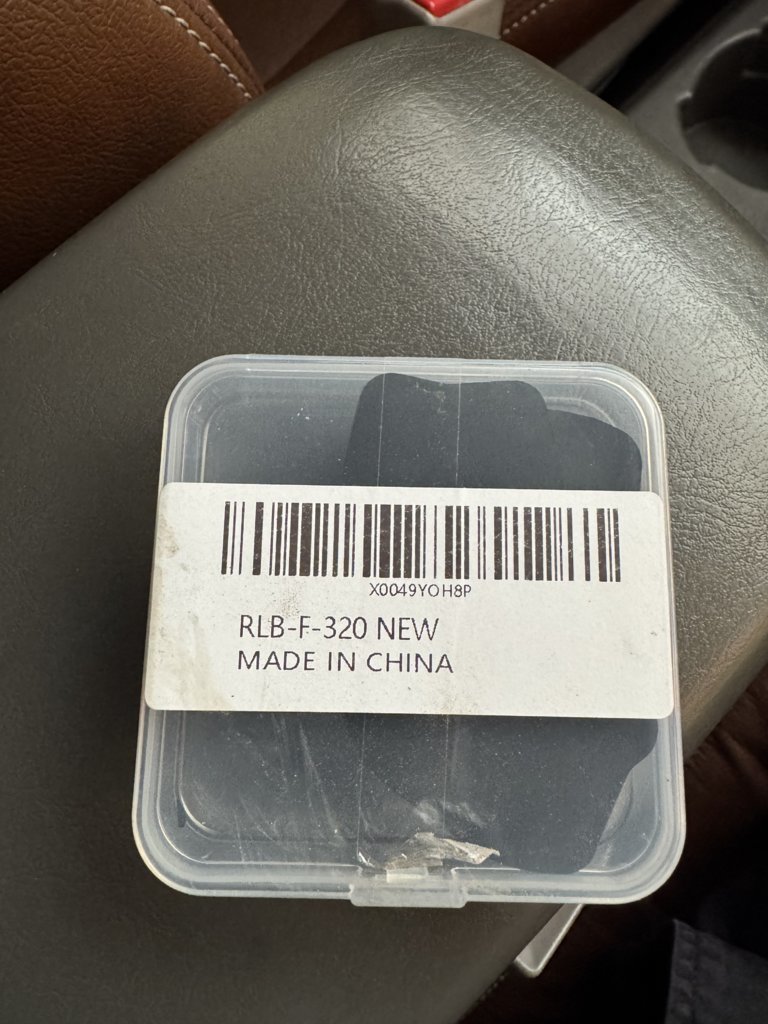 X0049YOH8P
RLB-F-320 NEW
MADE IN CHINA